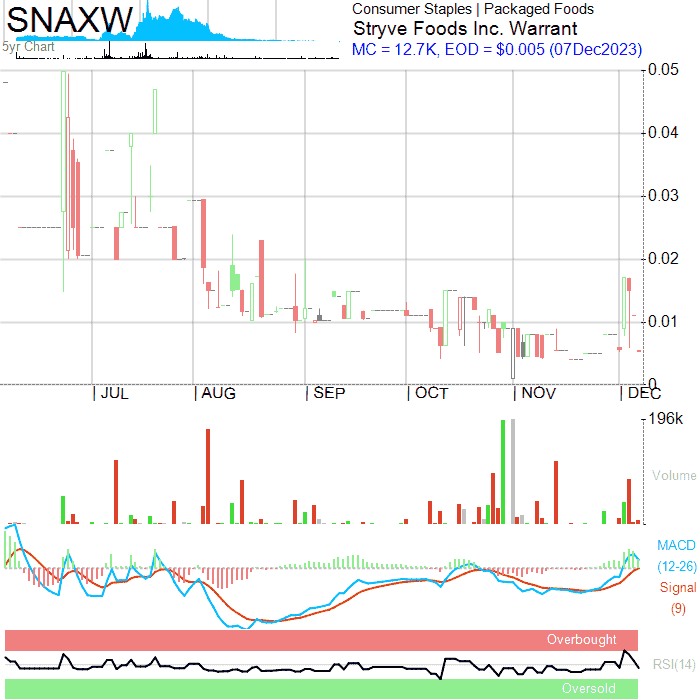 SNAXW
Consumer Staples | Packaged Foods
Stryve Foods Inc. Warrant
MC = 12.7K, EOD = $0.005 (07Dec2023)
5yr Chart
0.05
0.04
0.03
0.02
0.01
0
JUL
AUG
SEP
OCT
NOV
DEC
196k
Volume
MACD
(12-26)
Signal
(9)
Overbought
RSI(14)
Oversold